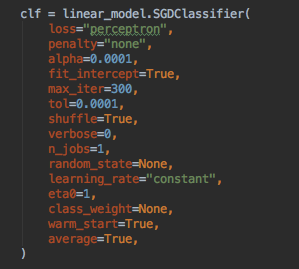 clf = linear_model.SGDClassifier(
loss="perceptron",
penalty="none",
alpha=0.0001,
fit_intercept=True,
max_iter=300,
tol=0.0001,
shuffle=True,
verbose=0,
n_jobs=1,
random_state=None,
learning_rate="constant",
eta0=1,
class_weight=None,
warm_start=True,
average=True,
)